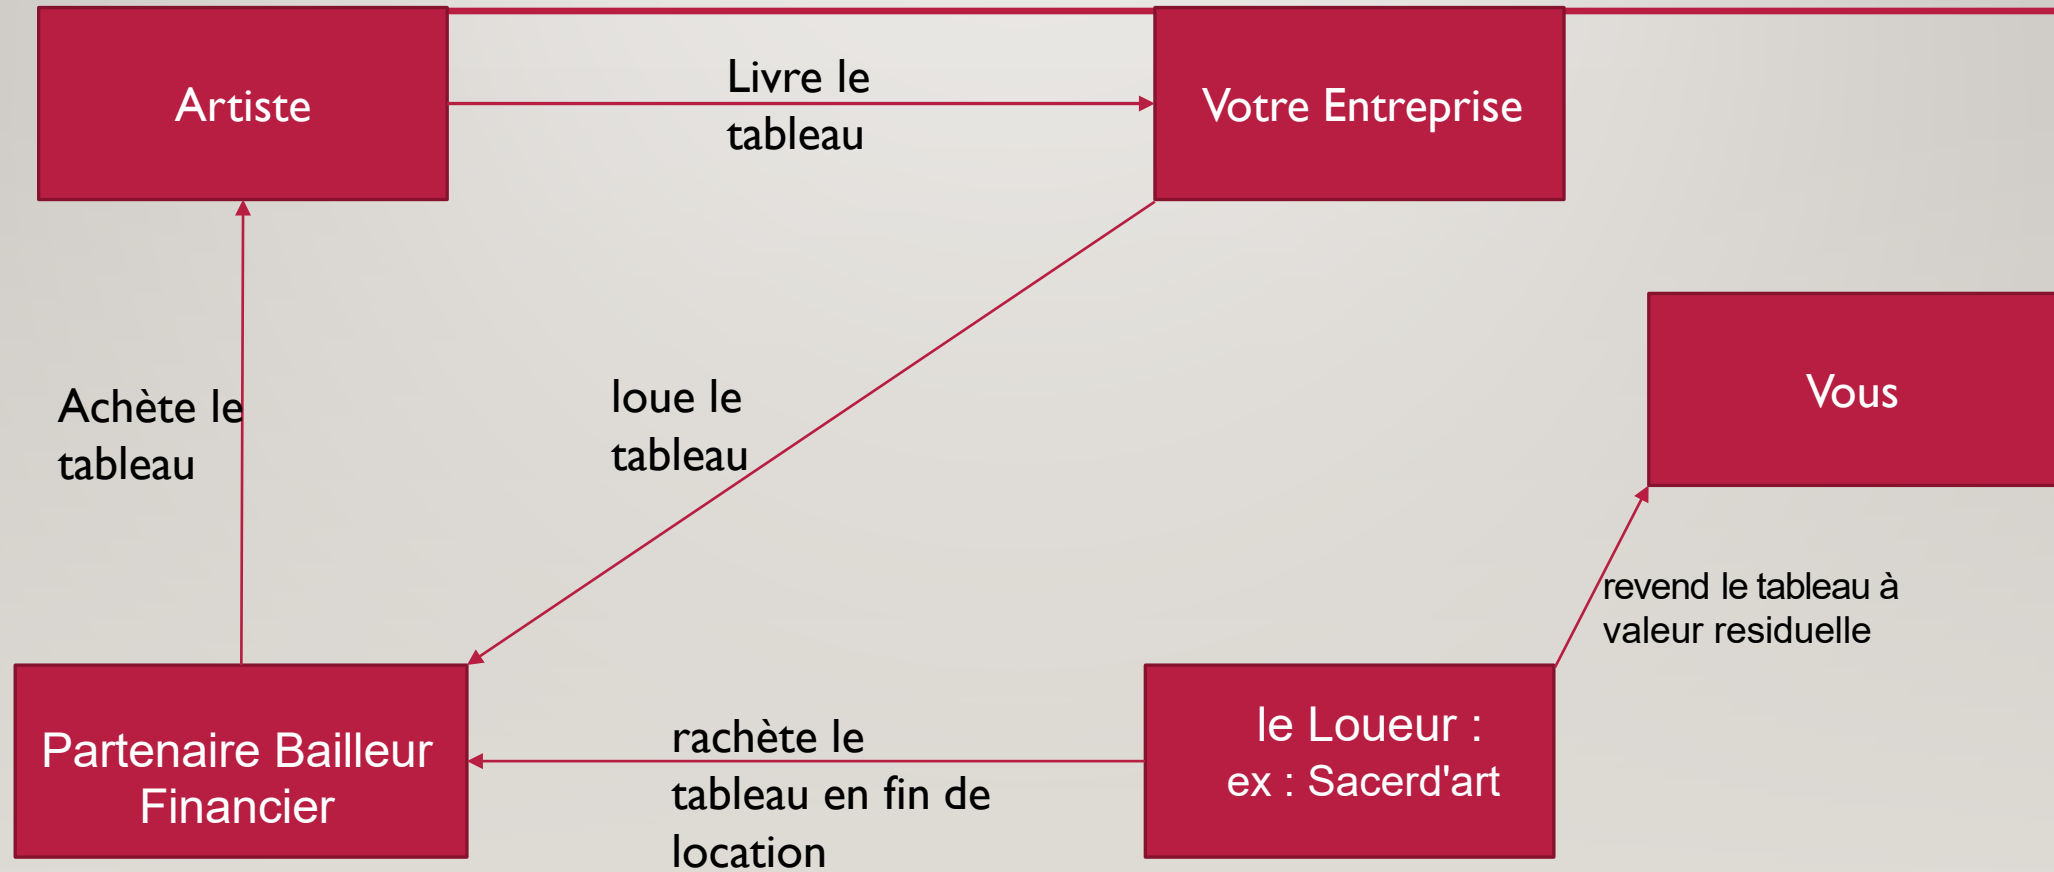 Artiste
Livre le
tableau
Votre Entreprise
Achète le
tableau
loue le
tableau
Vous
revend le tableau à
valeur residuelle
Partenaire Bailleur
Financier
rachète le
tableau en fin de
location
le Loueur :
ex : Sacerd'art